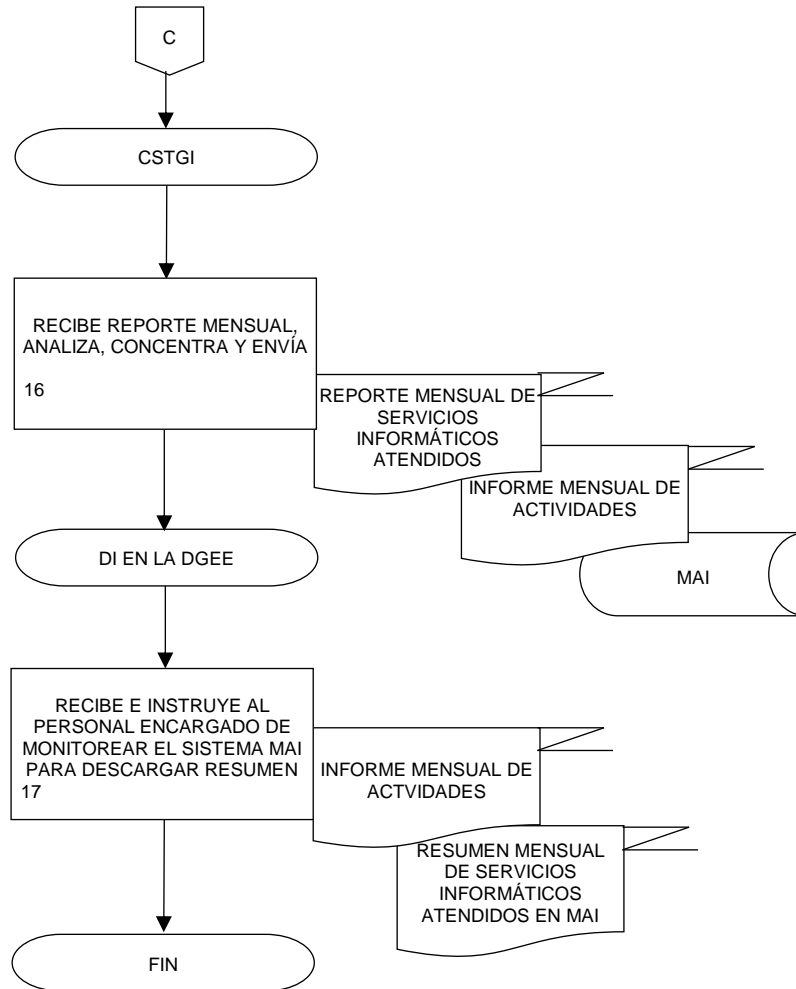 C
CSTGI
RECIBE REPORTE MENSUAL,
ANALIZA, CONCENTRA Y ENVÍA
16
REPORTE MENSUAL DE
SERVICIOS
INFORMÁTICOS
ATENDIDOS
INFORME MENSUAL DE
ACTIVIDADES
MAI
DI EN LA DGEE
RECIBE E INSTRUYE AL
PERSONAL ENCARGADO DE
MONITOREAR EL SISTEMA MAI
PARA DESCARGAR RESUMEN
17
INFORME MENSUAL DE
ACTVIDADES
RESUMEN MENSUAL
DE SERVICIOS
INFORMÁTICOS
ATENDIDOS EN MAI
FIN